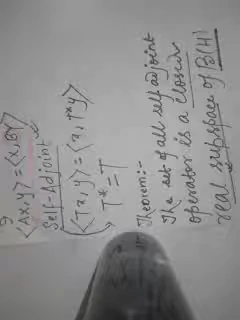 ⟨Ax, y⟩ = ⟨x, By⟩
Self-Adjoint
⟨Tx, y⟩ = ⟨x, T*y⟩
T* = T
Theorem:-
The set of all self adjoint
operator is a closed
real subspace of B(H)